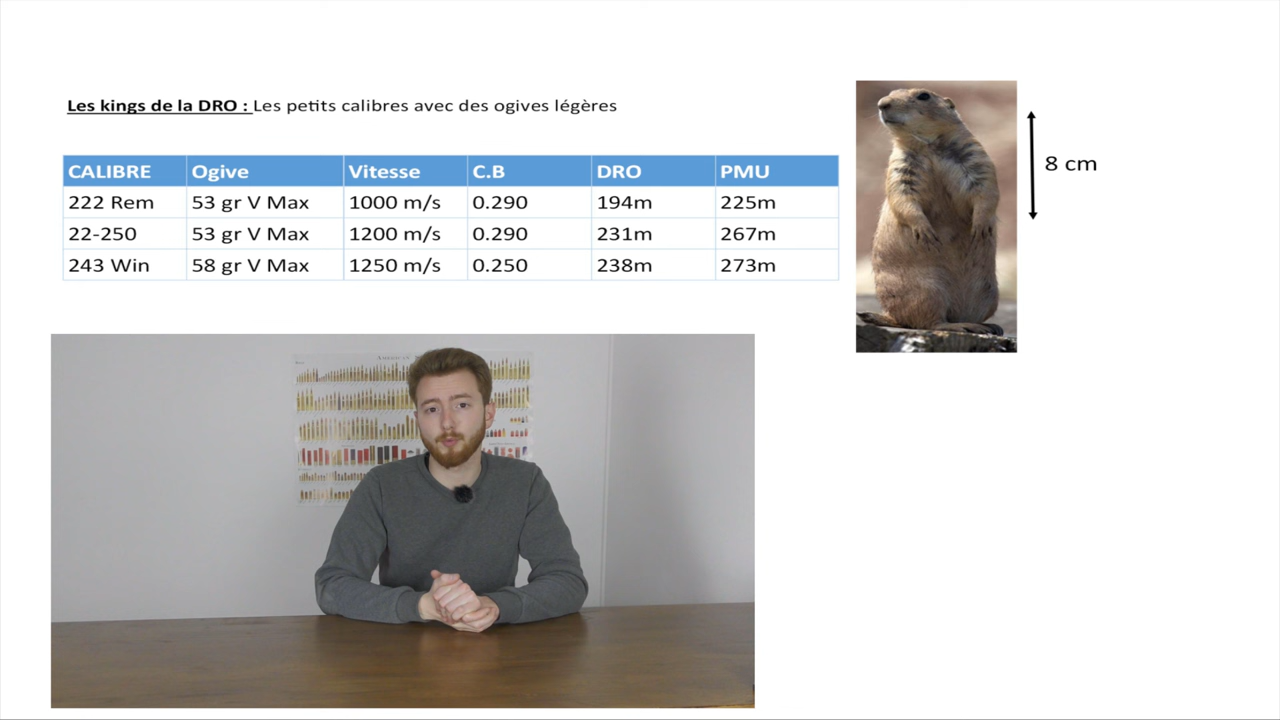 Les kings de la DRO : Les petits calibres avec des ogives légères
CALIBRE Ogive Vitesse C.B DRO PMU
222 Rem 53 gr V Max 1000 m/s 0.290 194m 225m
22-250 53 gr V Max 1200 m/s 0.290 231m 267m
243 Win 58 gr V Max 1250 m/s 0.250 238m 273m
8 cm